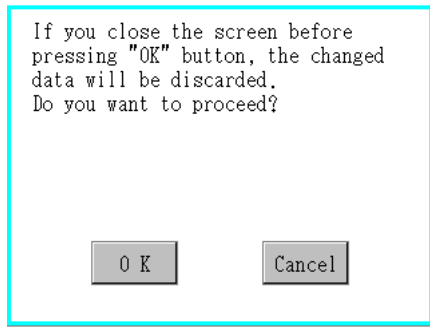 If you close the screen before
pressing "OK" button, the changed
data will be discarded.
Do you want to proceed?
O K
Cancel